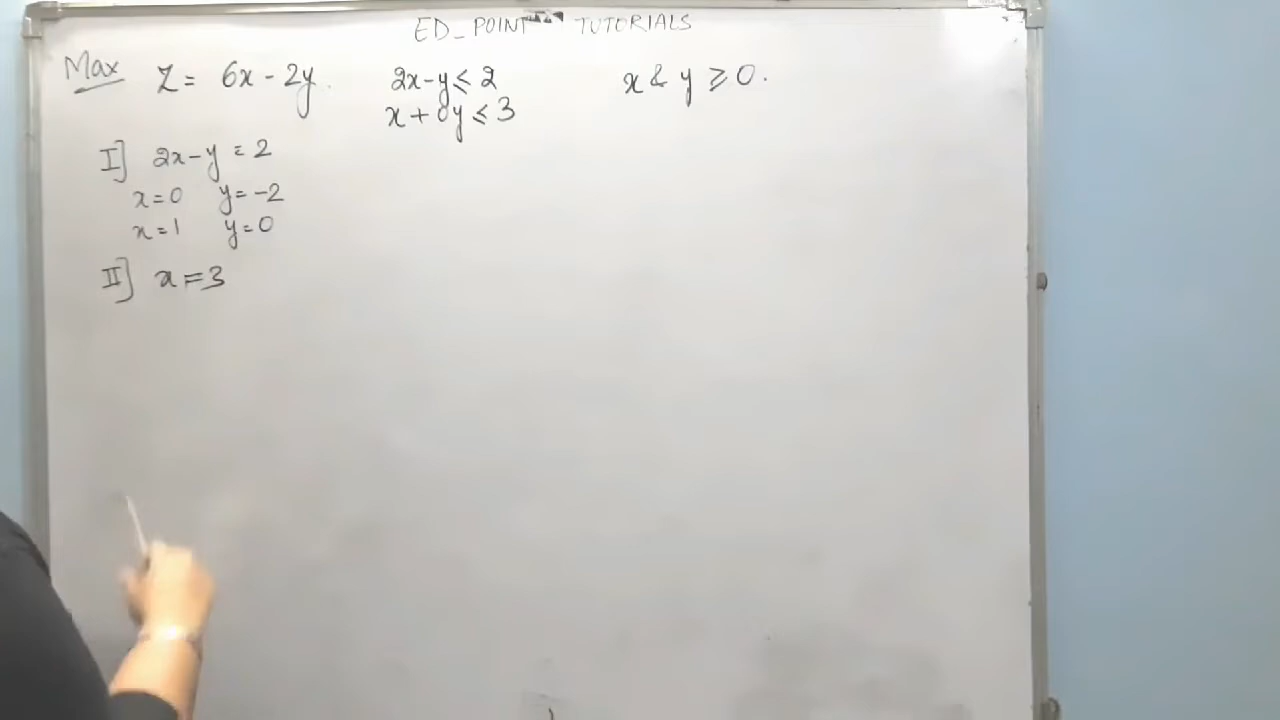 ED_POINT TUTORIALS
Max Z = 6x - 2y 2x - y ≤ 2 x & y ≥ 0.
x + 0y ≤ 3
I] 2x - y = 2
x = 0 y = -2
x = 1 y = 0
II] x = 3